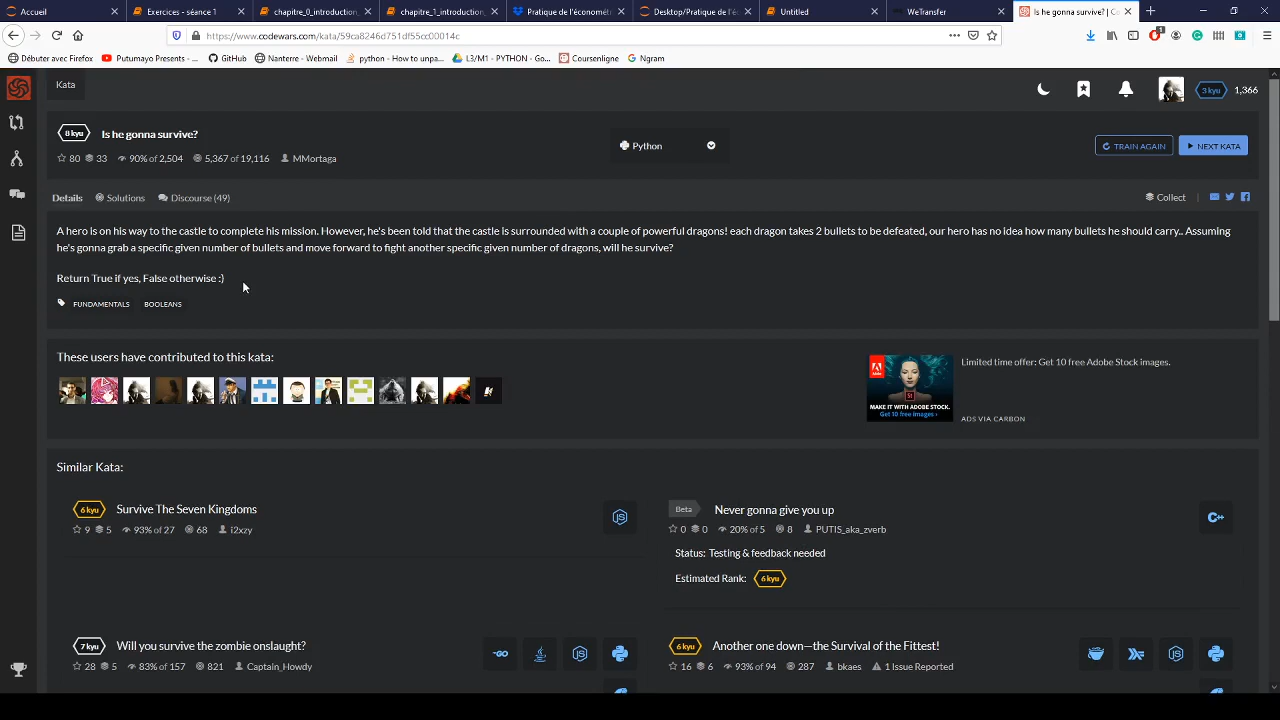 Accueil
Exercices - séance 1
chapitre_0_introduction_
chapitre_1_introduction_
Pratique de l'économét
Desktop/Pratique de l'éc
Untitled
WeTransfer
Is he gonna survive? | Co
https://www.codewars.com/kata/59ca8246d751df55cc00014c
Débuter avec Firefox
Putumayo Presents - ...
GitHub
Nanterre - Webmail
python - How to unpa...
L3/M1 - PYTHON - Go...
Coursenligne
Ngram
Kata
3 kyu
1,366
8 kyu
Is he gonna survive?
80 33 90% of 2,504 5,367 of 19,116 MMortaga
Python
TRAIN AGAIN
NEXT KATA
Details
Solutions
Discourse (49)
Collect
A hero is on his way to the castle to complete his mission. However, he's been told that the castle is surrounded with a couple of powerful dragons! each dragon takes 2 bullets to be defeated, our hero has no idea how many bullets he should carry.. Assuming
he's gonna grab a specific given number of bullets and move forward to fight another specific given number of dragons, will he survive?
Return True if yes, False otherwise :)
FUNDAMENTALS
BOOLEANS
These users have contributed to this kata:
MAKE IT WITH ADOBE STOCK.
Get 10 free images ›
Limited time offer: Get 10 free Adobe Stock images.
ADS VIA CARBON
Similar Kata:
6 kyu
Survive The Seven Kingdoms
9 5 93% of 27 68 i2xzy
Beta
Never gonna give you up
0 0 20% of 5 8 PUTIS_aka_zverb
Status: Testing & feedback needed
Estimated Rank: 6 kyu
7 kyu
Will you survive the zombie onslaught?
28 5 83% of 157 821 Captain_Howdy
6 kyu
Another one down—the Survival of the Fittest!
16 6 93% of 94 287 bkaes 1 Issue Reported